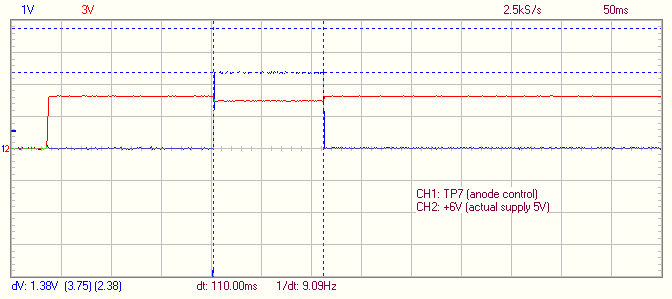 1V 3V 2.5kS/s 50ms
12
CH1: TP7 (anode control)
CH2: +6V (actual supply 5V)
dV: 1.38V (3.75) (2.38) dt: 110.00ms 1/dt: 9.09Hz